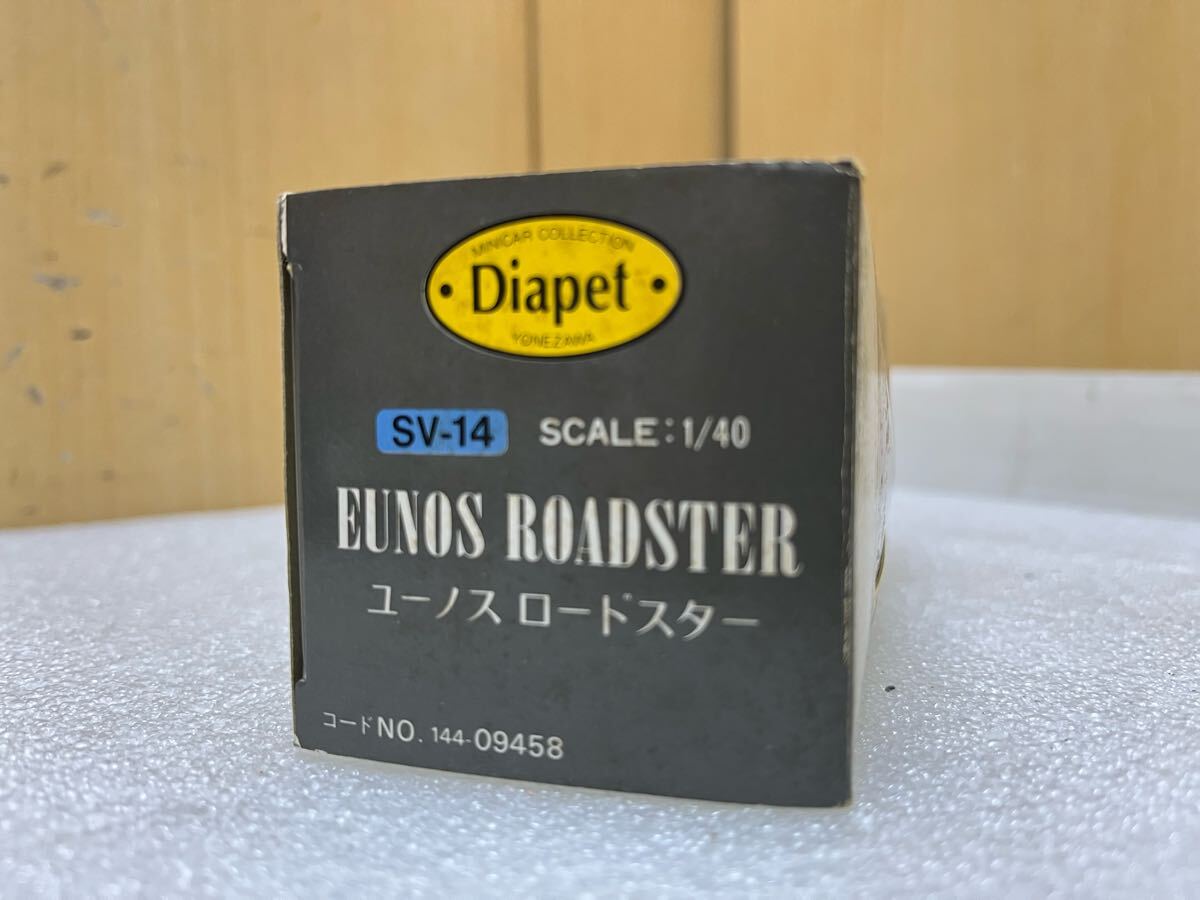 MINICAR COLLECTION
• Diapet •
YONEZAWA
SV-14 SCALE:1/40
EUNOS ROADSTER
ユーノス ロードスター
コードNO. 144-09458